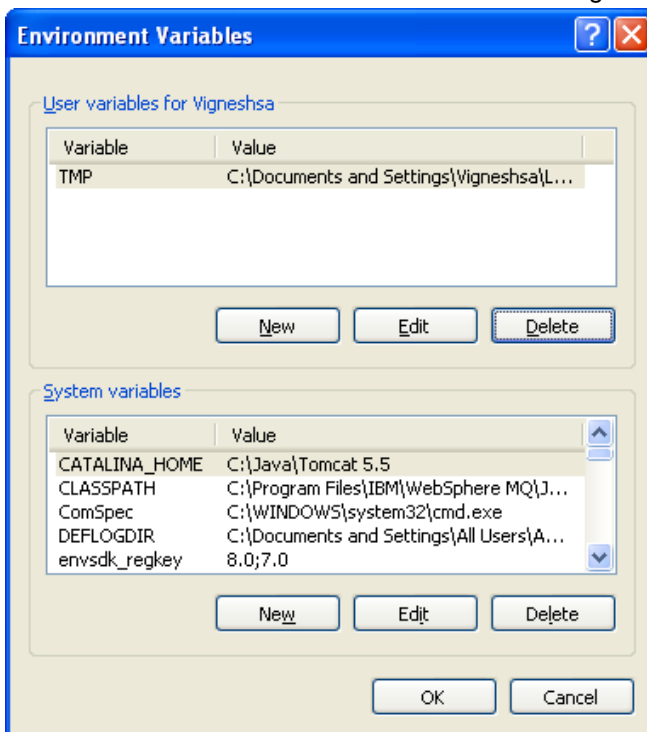 Environment Variables
User variables for Vigneshsa
Variable Value
TMP C:\Documents and Settings\Vigneshsa\L...
New Edit Delete
System variables
Variable Value
CATALINA_HOME C:\Java\Tomcat 5.5
CLASSPATH C:\Program Files\IBM\WebSphere MQ\J...
ComSpec C:\WINDOWS\system32\cmd.exe
DEFLOGDIR C:\Documents and Settings\All Users\A...
envsdk_regkey 8.0;7.0
New Edit Delete
OK Cancel